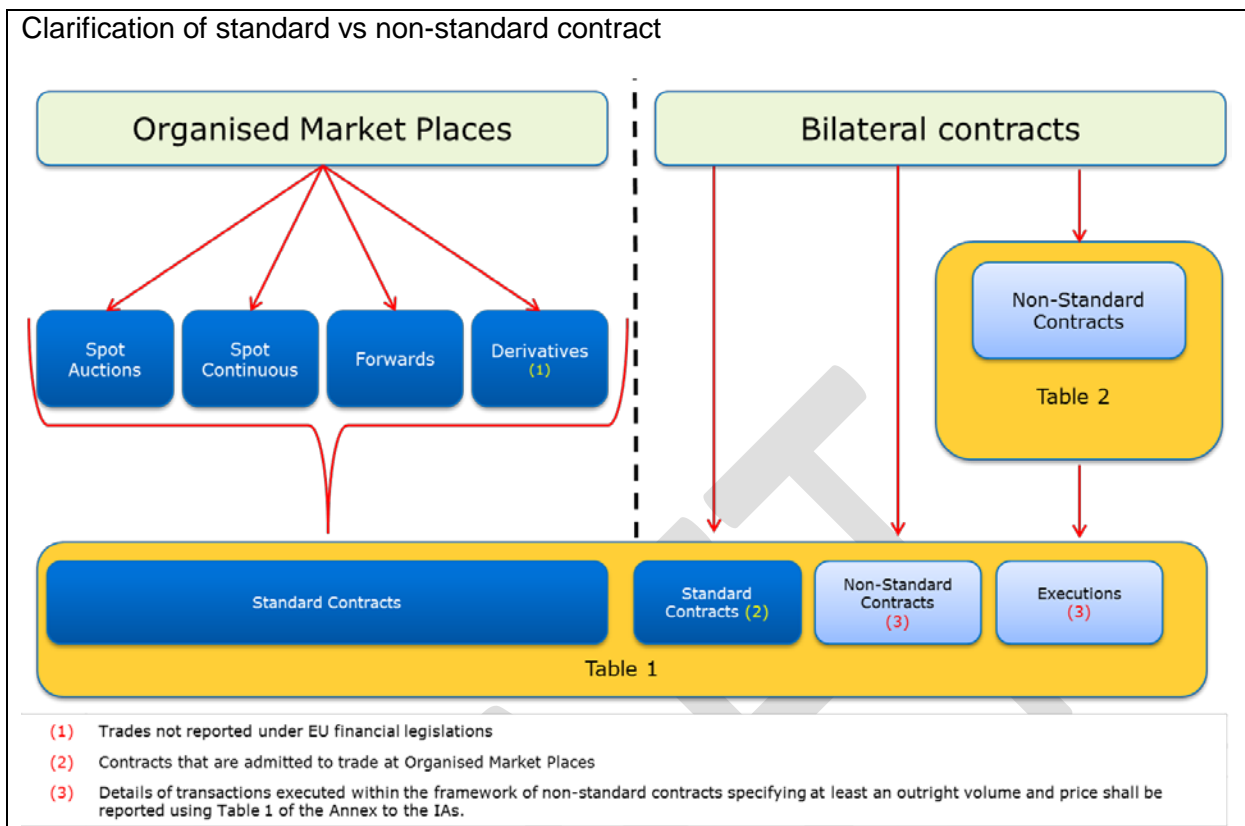 Clarification of standard vs non-standard contract
Organised Market Places
Bilateral contracts
Spot
Auctions
Spot
Continuous
Forwards
Derivatives
(1)
Non-Standard
Contracts
Table 2
Standard Contracts
Standard
Contracts (2)
Non-Standard
Contracts
(3)
Executions
(3)
Table 1
(1) Trades not reported under EU financial legislations
(2) Contracts that are admitted to trade at Organised Market Places
(3) Details of transactions executed within the framework of non-standard contracts specifying at least an outright volume and price shall be
reported using Table 1 of the Annex to the IAs.